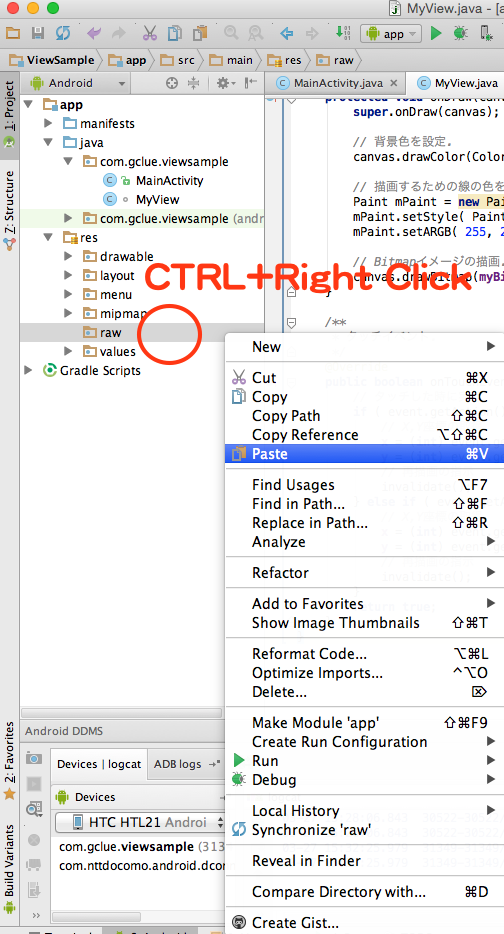 MyView.java - [a
app
ViewSample
app
src
main
res
raw
1: Project
Z: Structure
2: Favorites
Build Variants
Android
MainActivity.java
MyView.java
app
manifests
java
com.gclue.viewsample
MainActivity
MyView
com.gclue.viewsample (andr
res
drawable
layout
menu
mipmap
raw
values
Gradle Scripts
super.onDraw(canvas);
// 背景色を設定.
canvas.drawColor(Color
// 描画するための線の色を
Paint mPaint = new Pai
mPaint.setStyle( Paint
mPaint.setARGB( 255, 2
// Bitmapイメージの描画.
canvas.drawBitmap(myBi
}
/**
CTRL+Right Click
New
Cut ⌘X
Copy ⌘C
Copy Path ⇧⌘C
Copy Reference ⌥⇧⌘C
Paste ⌘V
Find Usages ⌥F7
Find in Path... ⇧⌘F
Replace in Path... ⇧⌘R
Analyze
Refactor
Add to Favorites
Show Image Thumbnails ⇧⌘T
Reformat Code... ⌥⌘L
Optimize Imports... ^⌥O
Delete... ⌦
Make Module 'app' ⇧⌘F9
Create Run Configuration
Run
Debug
Local History
Synchronize 'raw'
Reveal in Finder
Compare Directory with... ⌘D
Create Gist...
Android DDMS
Devices | logcat
ADB logs
Devices
HTC HTL21 Androi
com.gclue.viewsample (313
com.nttdocomo.android.dcor